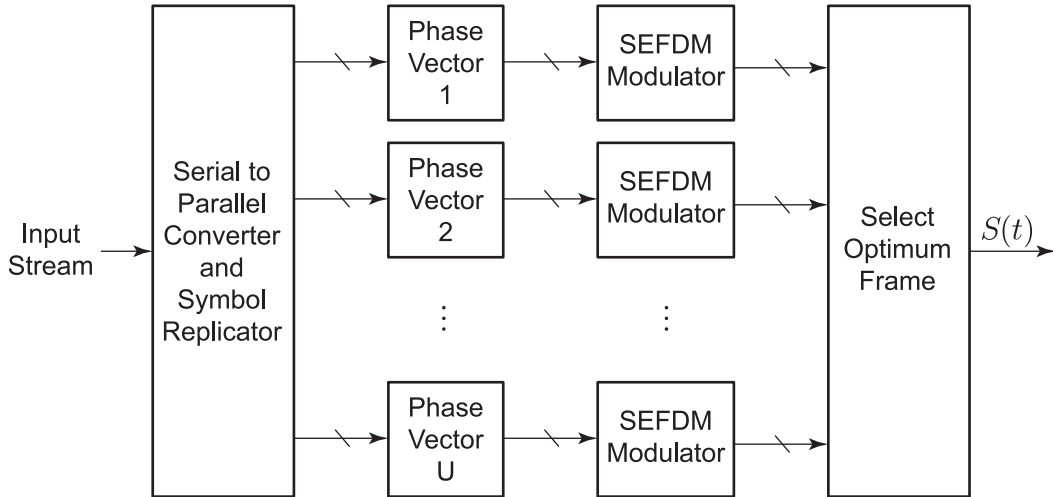 Input
Stream
Serial to
Parallel
Converter
and
Symbol
Replicator
Phase
Vector
1
SEFDM
Modulator
Phase
Vector
2
SEFDM
Modulator
Phase
Vector
U
SEFDM
Modulator
Select
Optimum
Frame
S(t)